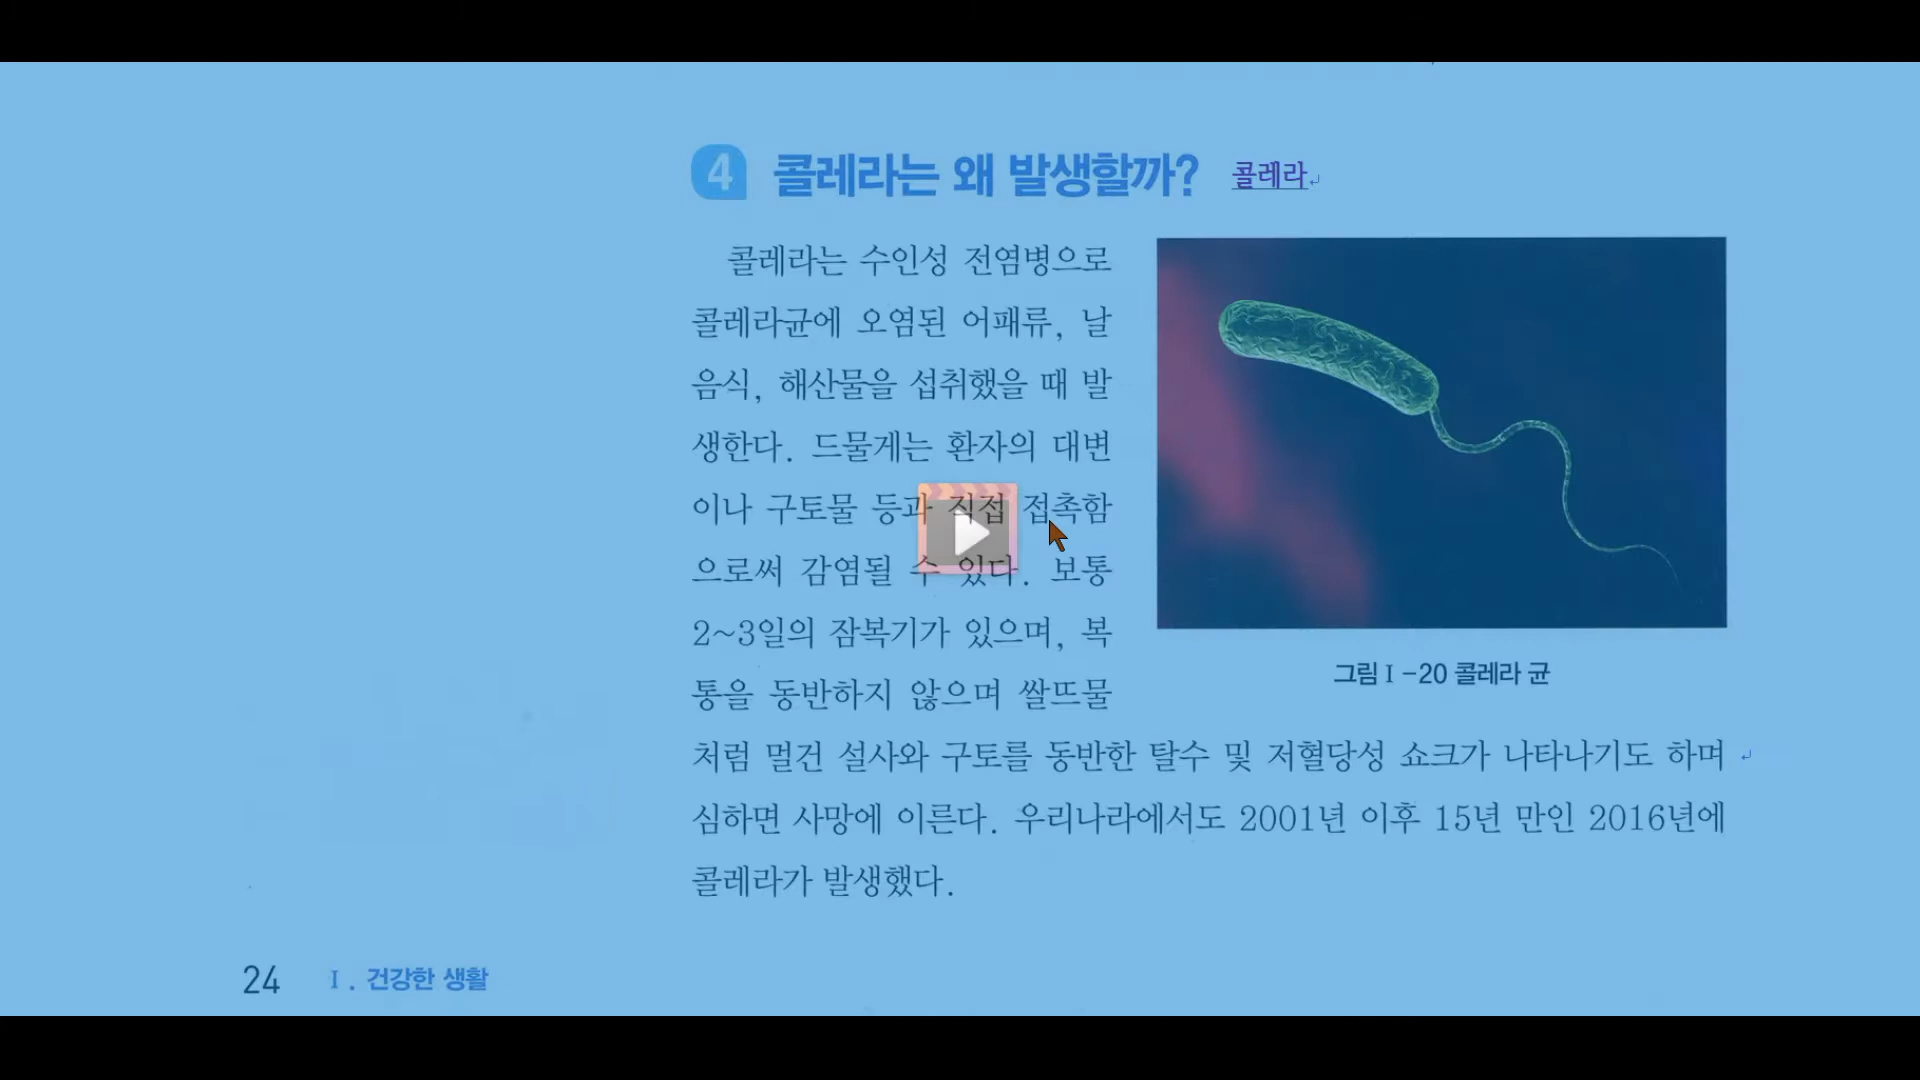 4 콜레라는 왜 발생할까? 콜레라
콜레라는 수인성 전염병으로
콜레라균에 오염된 어패류, 날
음식, 해산물을 섭취했을 때 발
생한다. 드물게는 환자의 대변
이나 구토물 등과 직접 접촉함
으로써 감염될 수 있다. 보통
2~3일의 잠복기가 있으며, 복
통을 동반하지 않으며 쌀뜨물
처럼 멀건 설사와 구토를 동반한 탈수 및 저혈당성 쇼크가 나타나기도 하며
심하면 사망에 이른다. 우리나라에서도 2001년 이후 15년 만인 2016년에
콜레라가 발생했다.
그림 I -20 콜레라 균
24 I . 건강한 생활